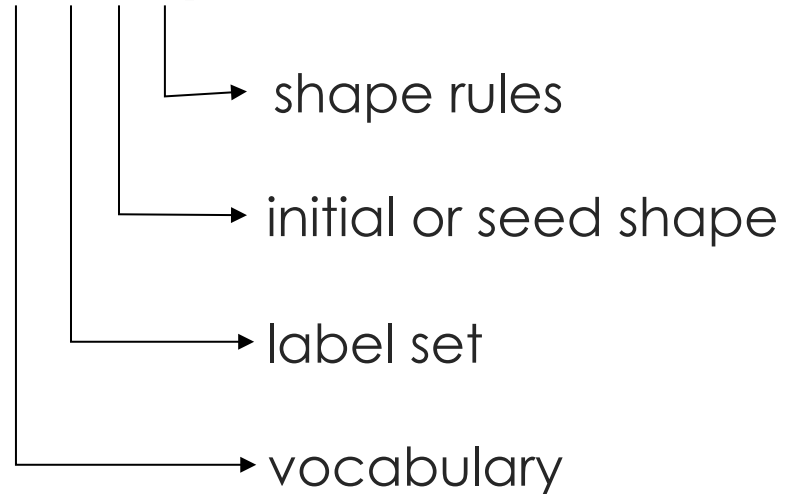 shape rules
initial or seed shape
label set
vocabulary